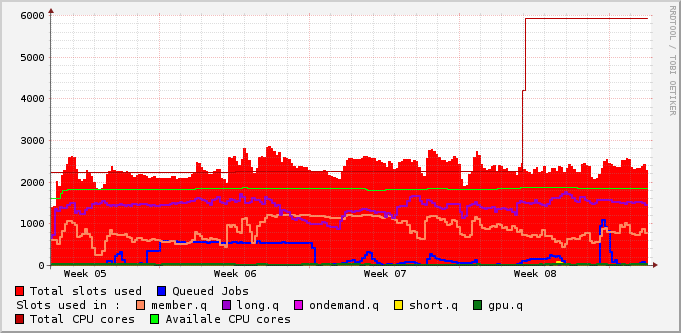 6000
5000
4000
3000
2000
1000
0
Week 05 Week 06 Week 07 Week 08
Total slots used Queued Jobs
Slots used in : member.q long.q ondemand.q short.q gpu.q
Total CPU cores Availale CPU cores
RRDTOOL / TOBI OETIKER